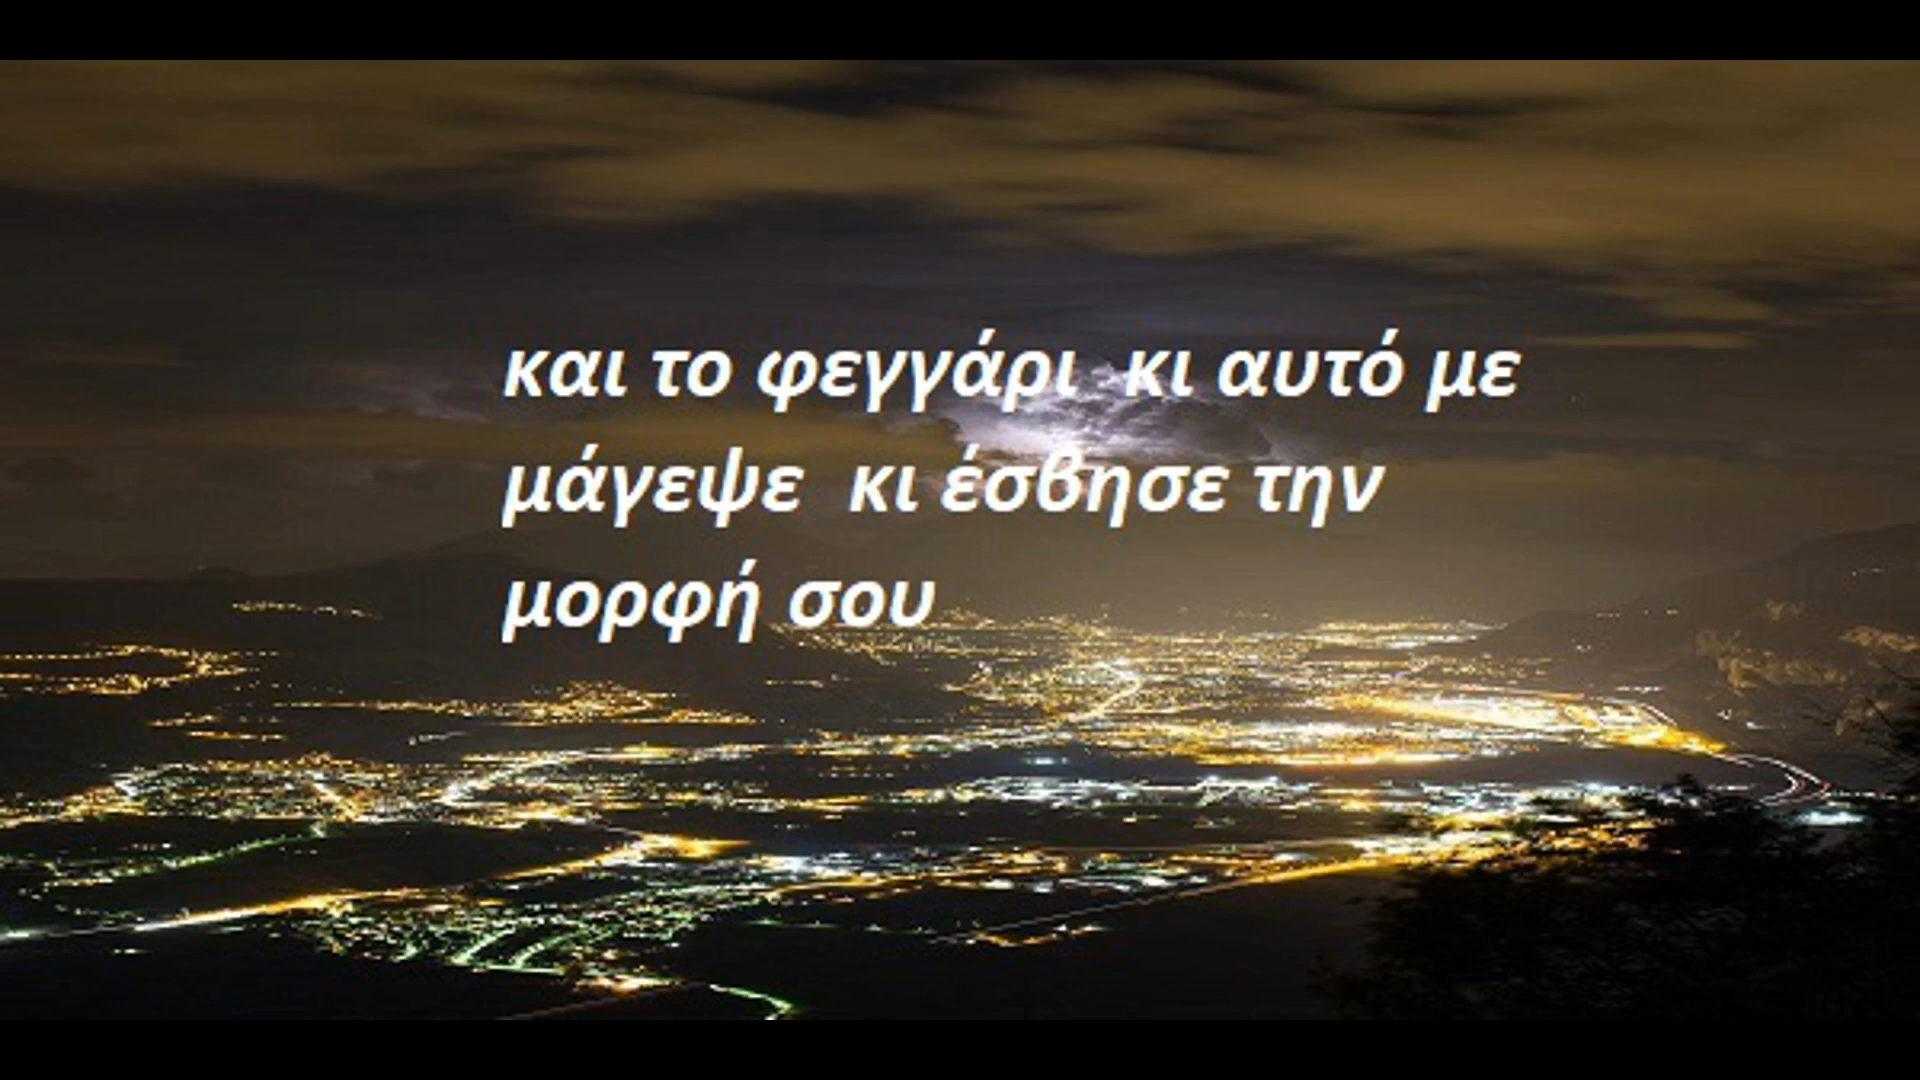 και το φεγγάρι κι αυτό με
μάγεψε κι έσβησε την
μορφή σου